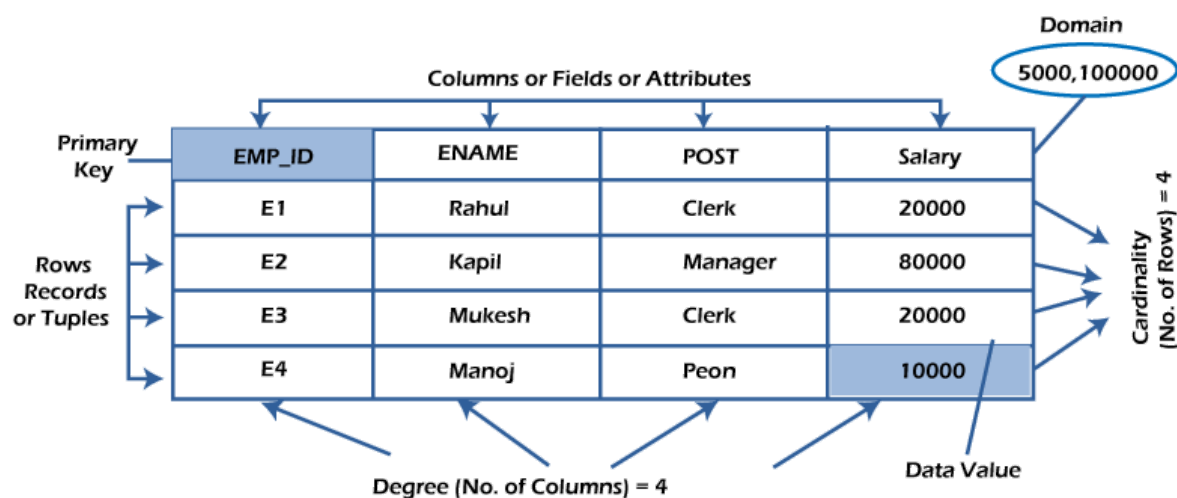 Domain
5000,100000
Columns or Fields or Attributes
Primary
Key
EMP_ID ENAME POST Salary
E1 Rahul Clerk 20000
E2 Kapil Manager 80000
E3 Mukesh Clerk 20000
E4 Manoj Peon 10000
Rows
Records
or Tuples
Cardinality
(No. of Rows) = 4
Degree (No. of Columns) = 4
Data Value